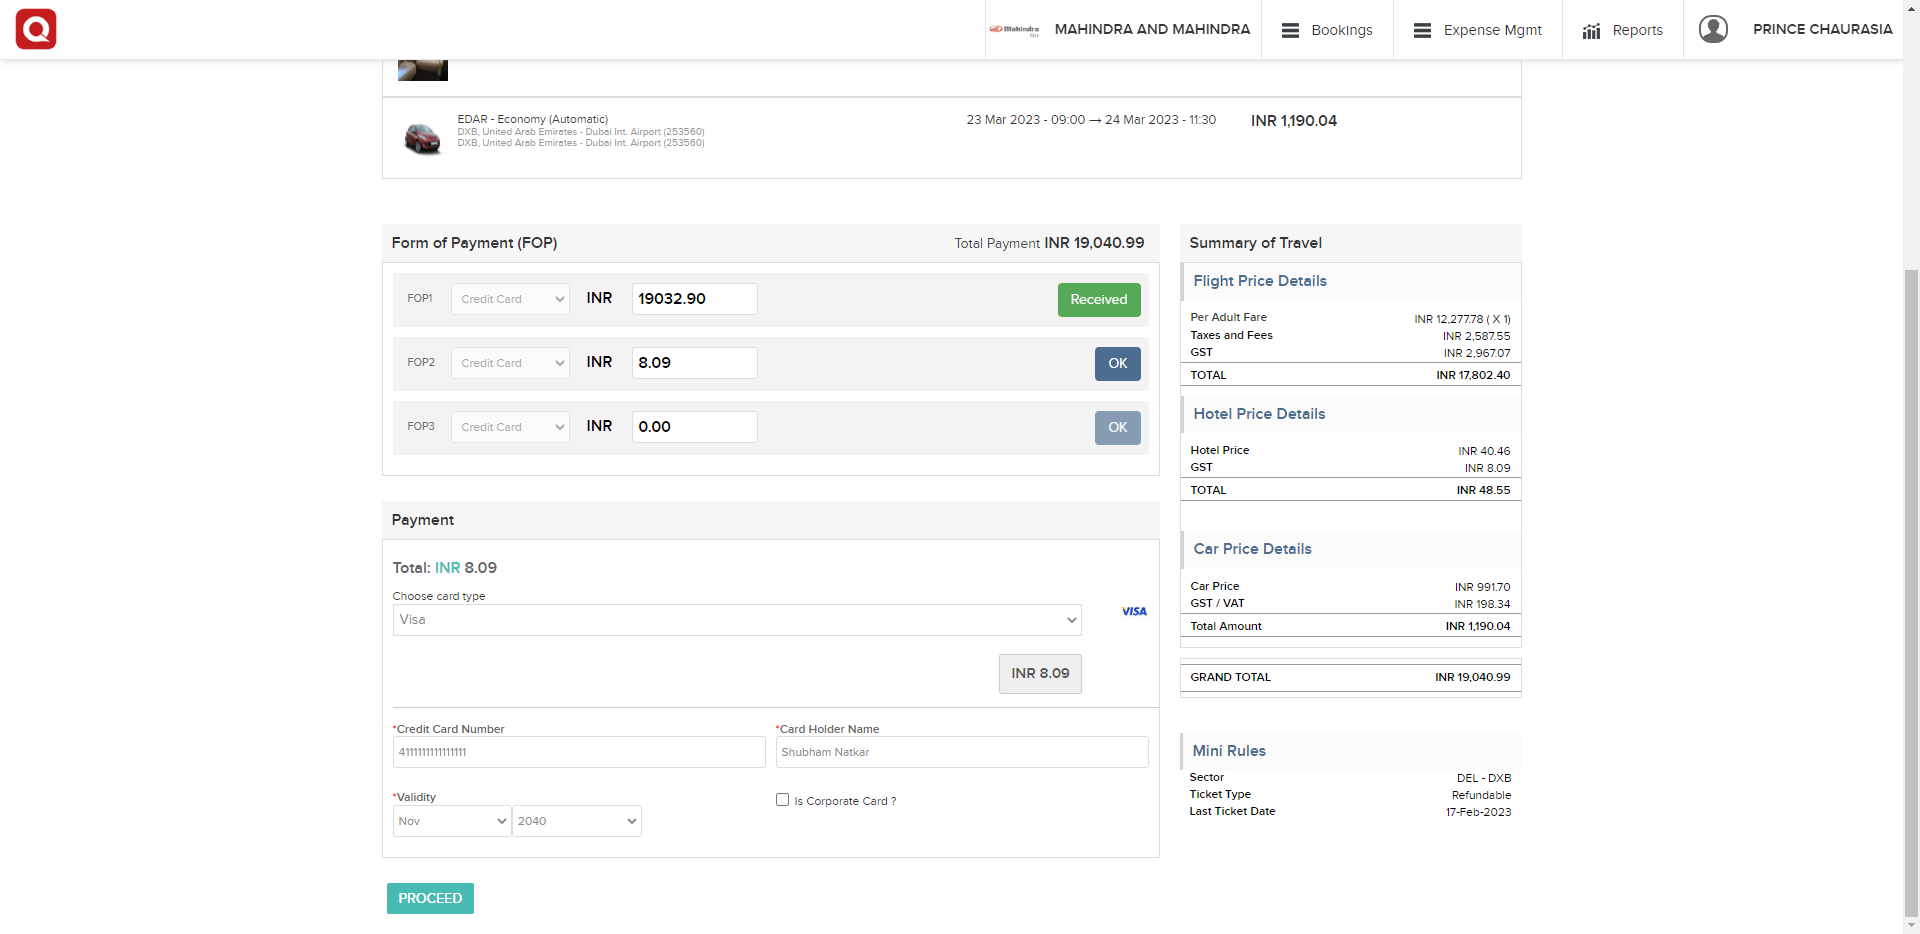 Q
Mahindra
MAHINDRA AND MAHINDRA
Bookings
Expense Mgmt
Reports
PRINCE CHAURASIA
EDAR - Economy (Automatic)
DXB, United Arab Emirates - Dubai Int. Airport (253560)
DXB, United Arab Emirates - Dubai Int. Airport (253560)
23 Mar 2023 - 09:00 → 24 Mar 2023 - 11:30
INR 1,190.04
Form of Payment (FOP)
Total Payment INR 19,040.99
FOP1 Credit Card INR 19032.90 Received
FOP2 Credit Card INR 8.09 OK
FOP3 Credit Card INR 0.00 OK
Payment
Total: INR 8.09
Choose card type
Visa
VISA
INR 8.09
*Credit Card Number
4111111111111111
*Card Holder Name
Shubham Natkar
*Validity
Nov 2040
Is Corporate Card ?
PROCEED
Summary of Travel
Flight Price Details
Per Adult Fare INR 12,277.78 ( X 1)
Taxes and Fees INR 2,587.55
GST INR 2,967.07
TOTAL INR 17,802.40
Hotel Price Details
Hotel Price INR 40.46
GST INR 8.09
TOTAL INR 48.55
Car Price Details
Car Price INR 991.70
GST / VAT INR 198.34
Total Amount INR 1,190.04
GRAND TOTAL INR 19,040.99
Mini Rules
Sector DEL - DXB
Ticket Type Refundable
Last Ticket Date 17-Feb-2023